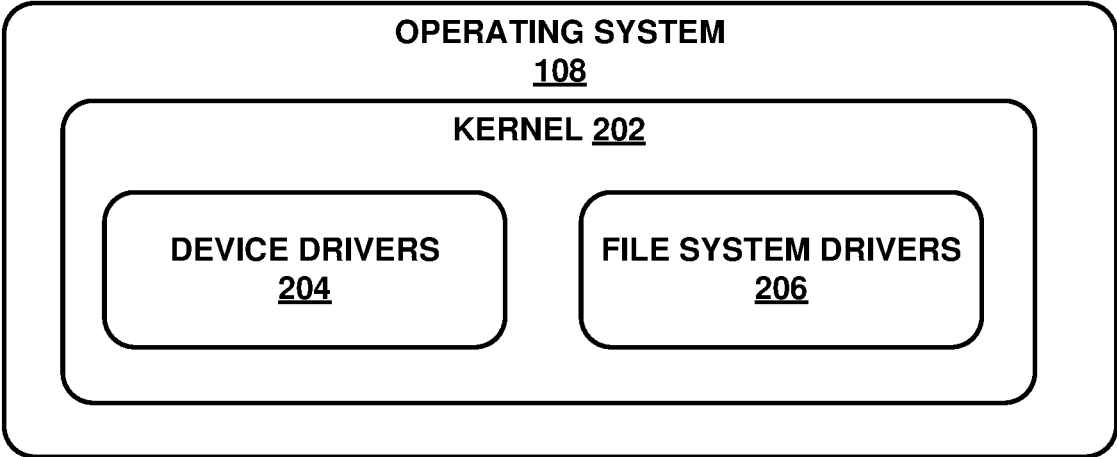 OPERATING SYSTEM
108
KERNEL 202
DEVICE DRIVERS
204
FILE SYSTEM DRIVERS
206